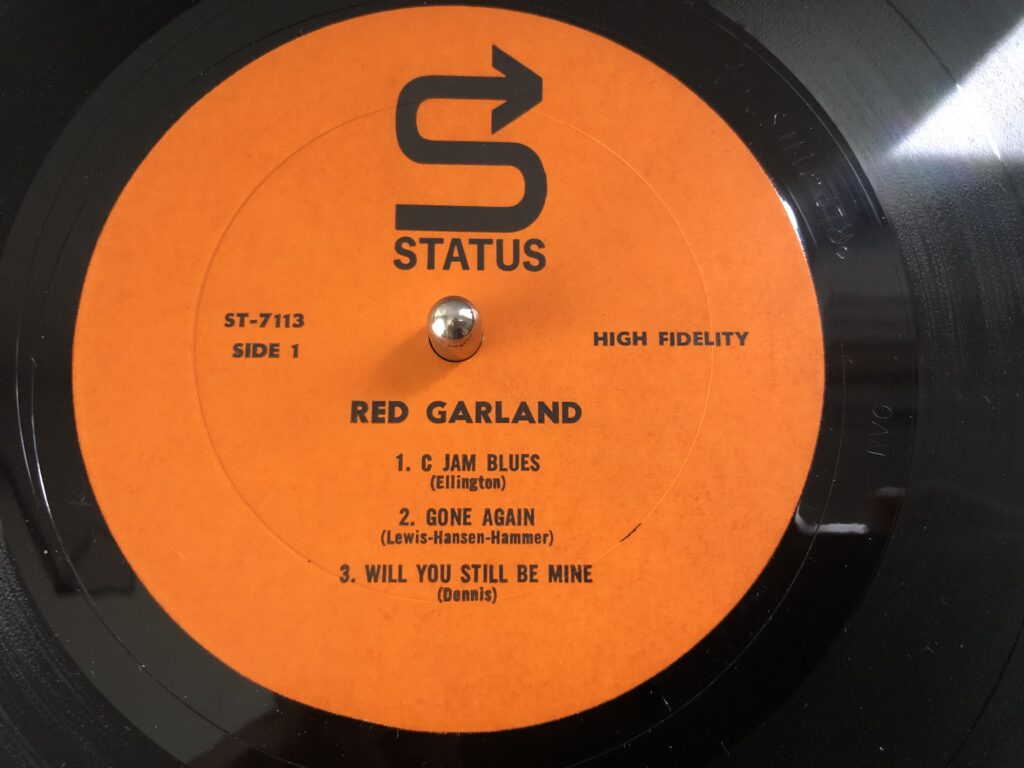 STATUS
ST-7113
SIDE 1
HIGH FIDELITY
RED GARLAND
1. C JAM BLUES
(Ellington)
2. GONE AGAIN
(Lewis-Hansen-Hammer)
3. WILL YOU STILL BE MINE
(Dennis)